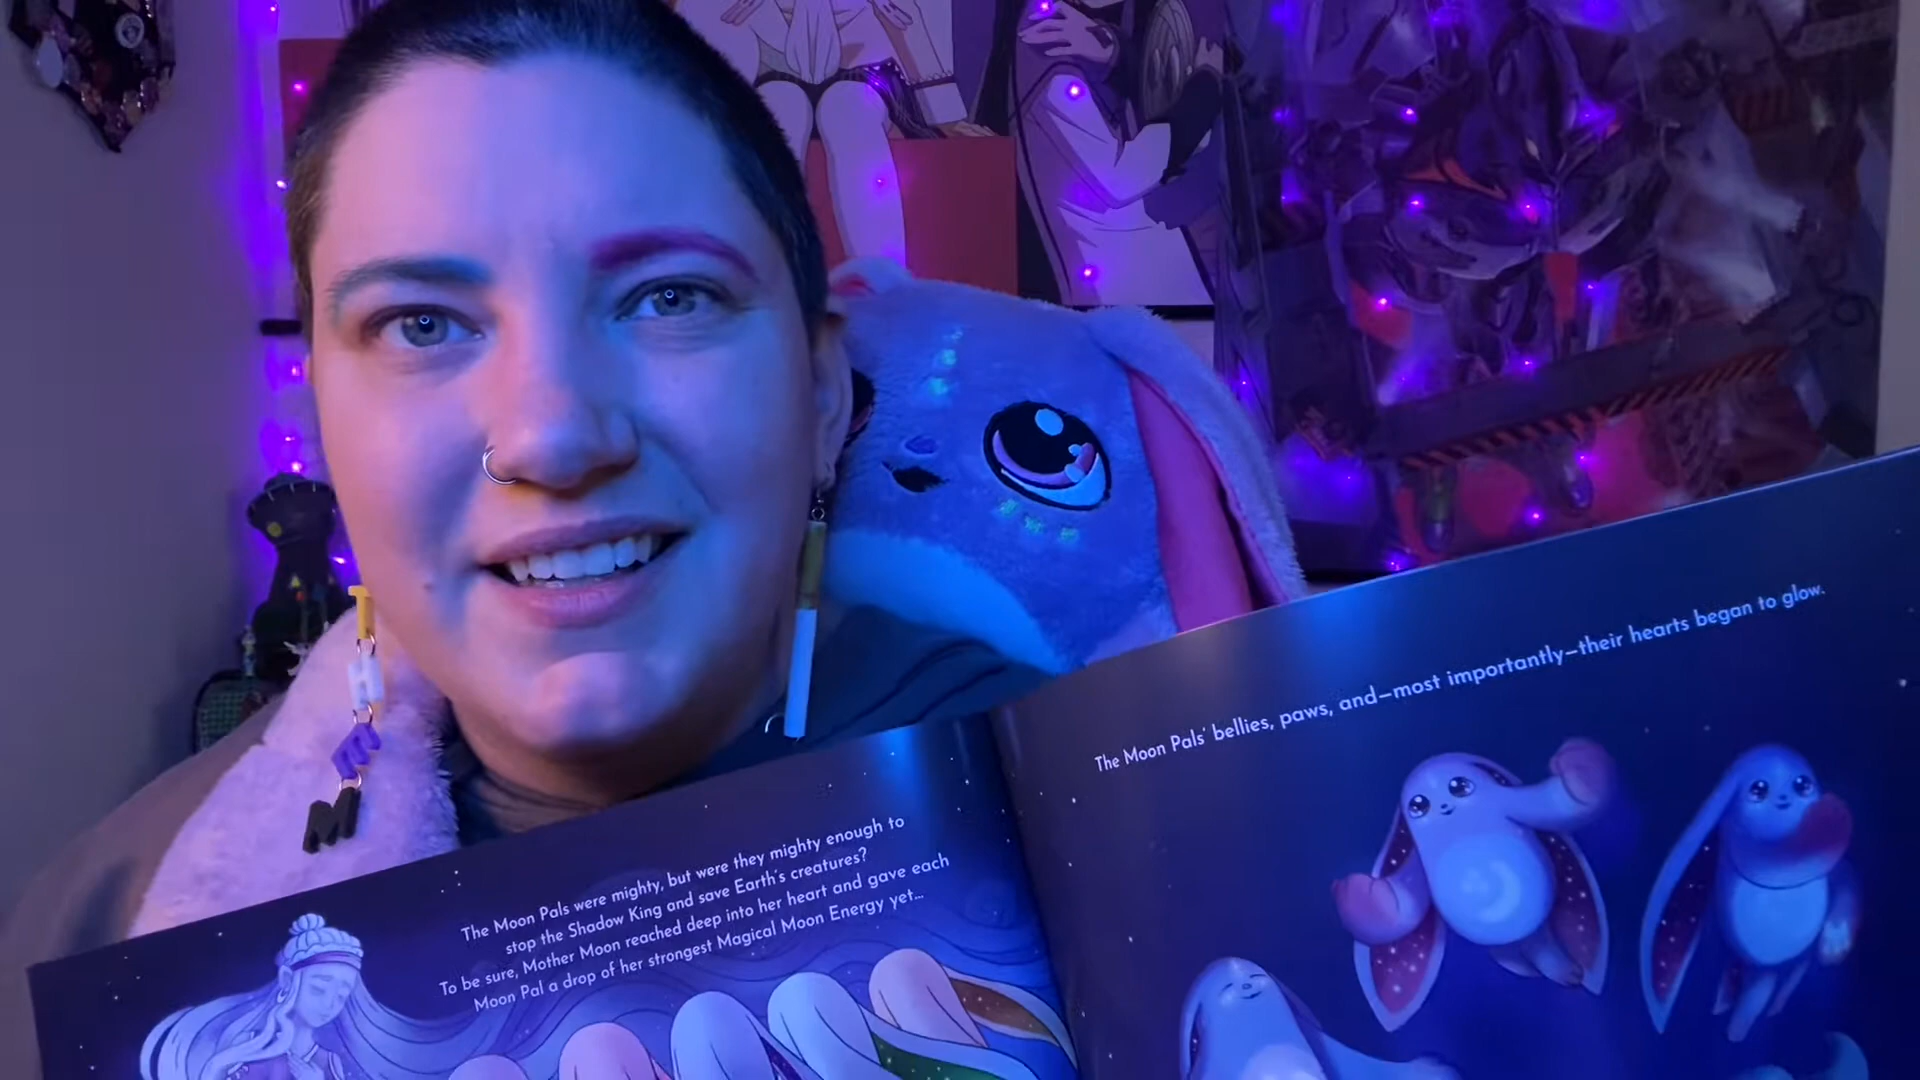 T
H
E
M
The Moon Pals were mighty, but were they mighty enough to
stop the Shadow King and save Earth's creatures?
To be sure, Mother Moon reached deep into her heart and gave each
Moon Pal a drop of her strongest Magical Moon Energy yet...
The Moon Pals' bellies, paws, and—most importantly—their hearts began to glow.